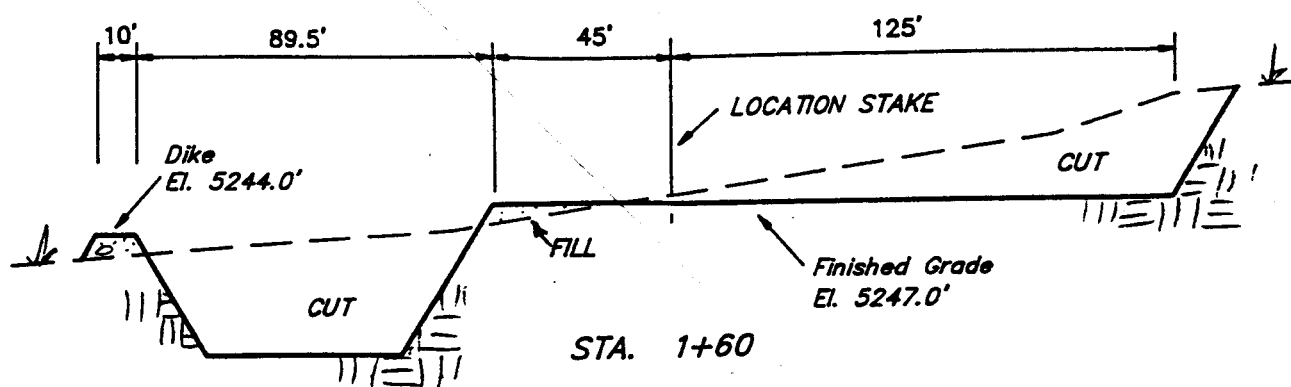 10' 89.5' 45' 125'
LOCATION STAKE
Dike
El. 5244.0'
CUT
FILL
Finished Grade
El. 5247.0'
CUT
STA. 1+60